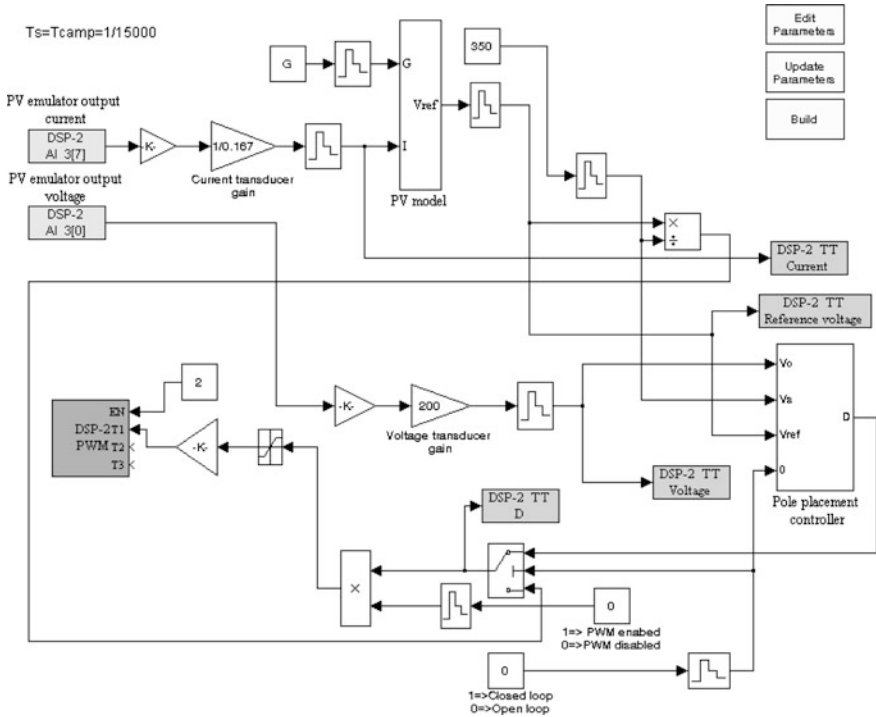 Ts=Tcamp=1/15000
Edit
Parameters
Update
Parameters
Build
350
G
G
Vref
I
PV model
PV emulator output
current
DSP-2
AI 3[7]
-K-
1/0.167
Current transducer
gain
PV emulator output
voltage
DSP-2
AI 3[0]
×
÷
DSP-2 TT
Current
DSP-2 TT
Reference voltage
2
EN
DSP-2T1
PWM T2
T3
-K-
-K-
200
Voltage transducer
gain
Vo
Vs
Vref
0
D
Pole placement
controller
DSP-2 TT
Voltage
DSP-2 TT
D
×
0
1=> PWM enabed
0=>PWM disabled
0
1=>Closed loop
0=>Open loop